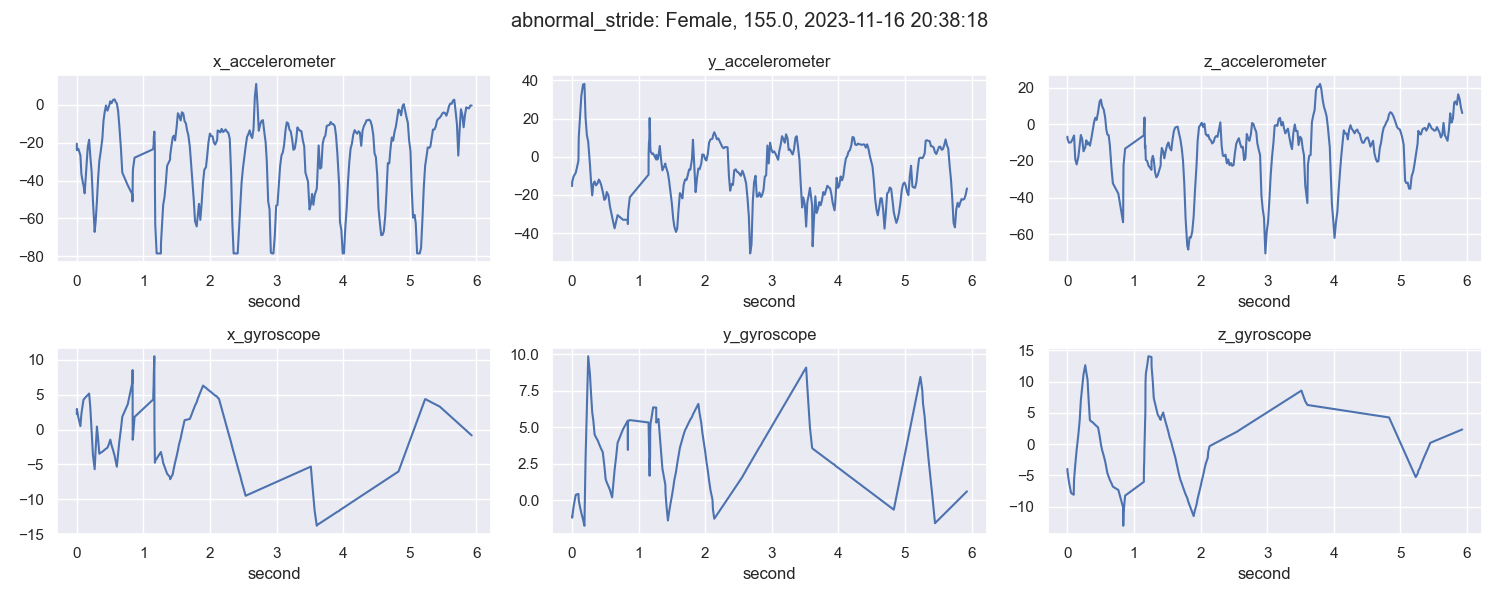 abnormal_stride: Female, 155.0, 2023-11-16 20:38:18
x_accelerometer
0
−20
−40
−60
−80
0 1 2 3 4 5 6
second
y_accelerometer
40
20
0
−20
−40
0 1 2 3 4 5 6
second
z_accelerometer
20
0
−20
−40
−60
0 1 2 3 4 5 6
second
x_gyroscope
10
5
0
−5
−10
−15
0 1 2 3 4 5 6
second
y_gyroscope
10.0
7.5
5.0
2.5
0.0
0 1 2 3 4 5 6
second
z_gyroscope
15
10
5
0
−5
−10
0 1 2 3 4 5 6
second